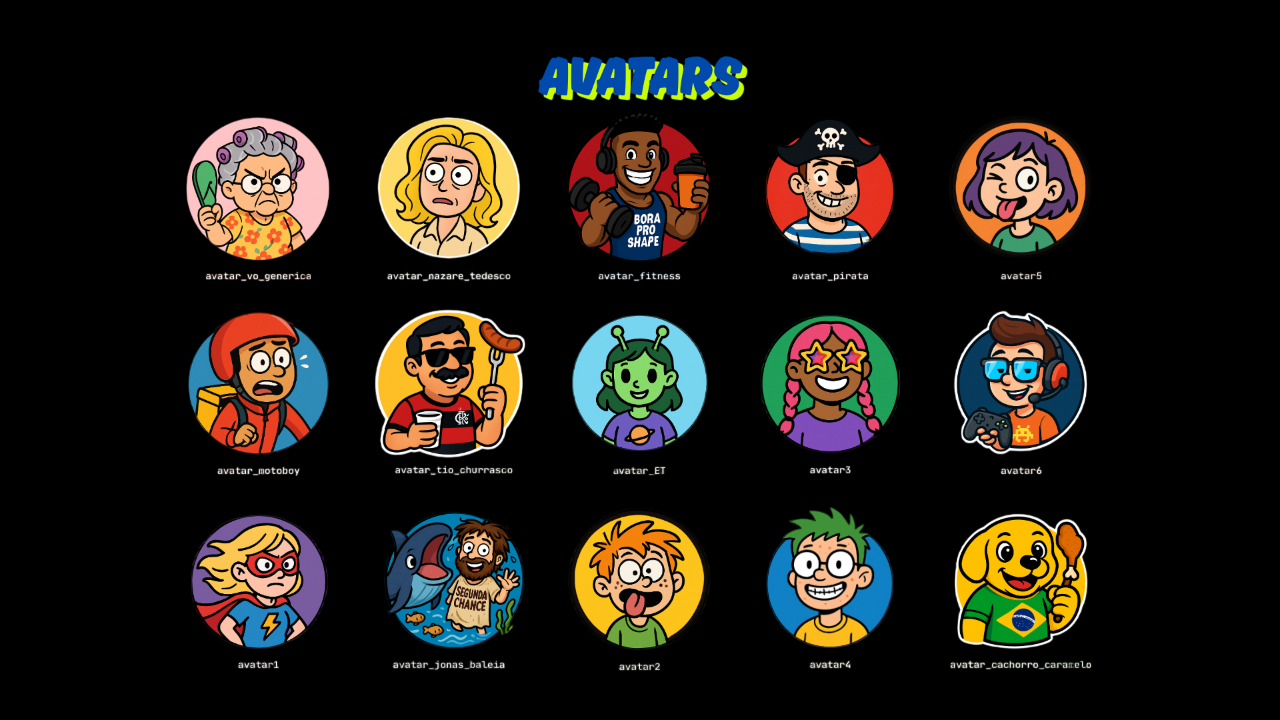 AVATARS
BORA
PRO
SHAPE
avatar_vo_generica
avatar_nazare_tedesco
avatar_fitness
avatar_pirata
avatar5
avatar_motoboy
avatar_tio_churrasco
avatar_ET
avatar3
avatar6
SEGUNDA
CHANCE
avatar1
avatar_jonas_baleia
avatar2
avatar4
avatar_cachorro_caramelo